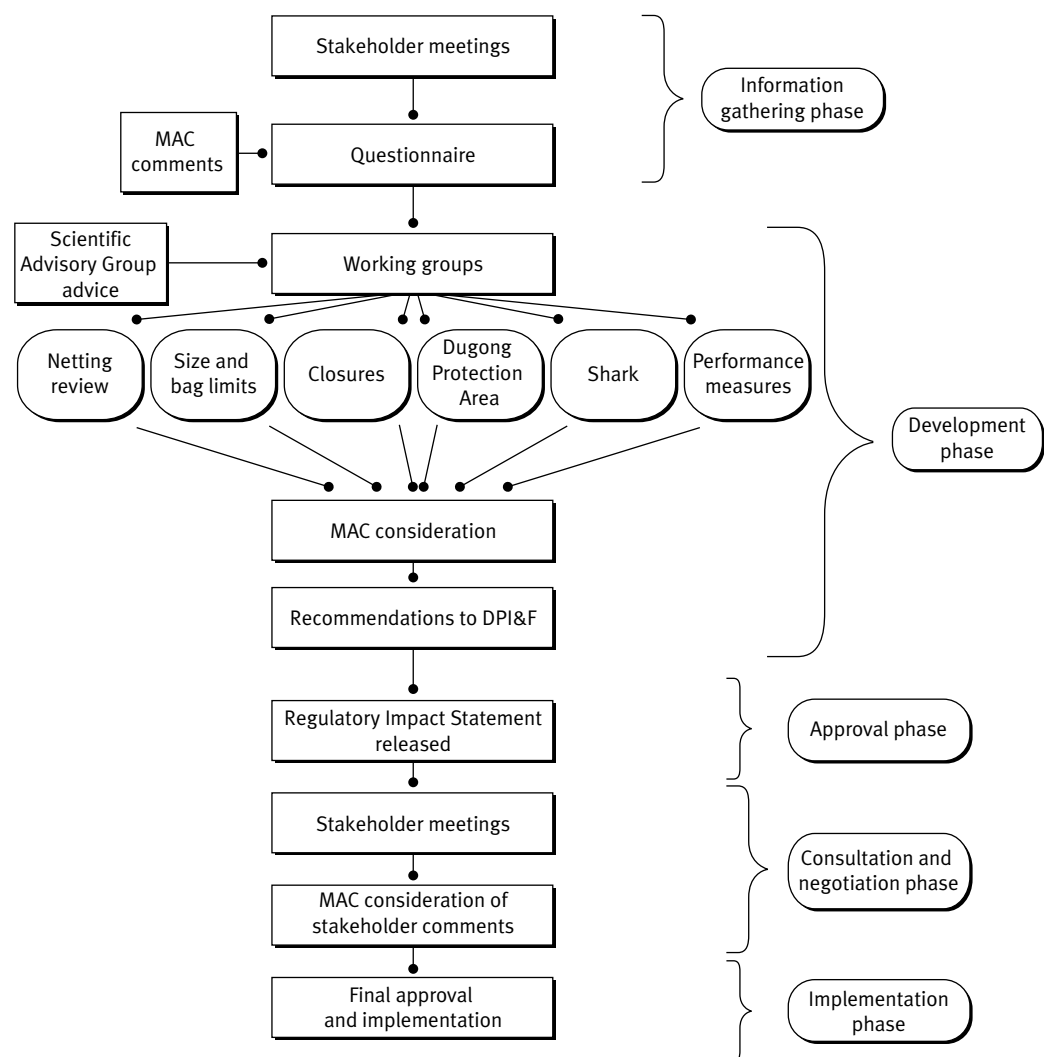 Stakeholder meetings
Information
gathering phase
MAC
comments
Questionnaire
Scientific
Advisory Group
advice
Working groups
Netting
review
Size and
bag limits
Closures
Dugong
Protection
Area
Shark
Performance
measures
Development
phase
MAC consideration
Recommendations to DPI&F
Regulatory Impact Statement
released
Approval phase
Stakeholder meetings
Consultation and
negotiation phase
MAC consideration of
stakeholder comments
Final approval
and implementation
Implementation
phase